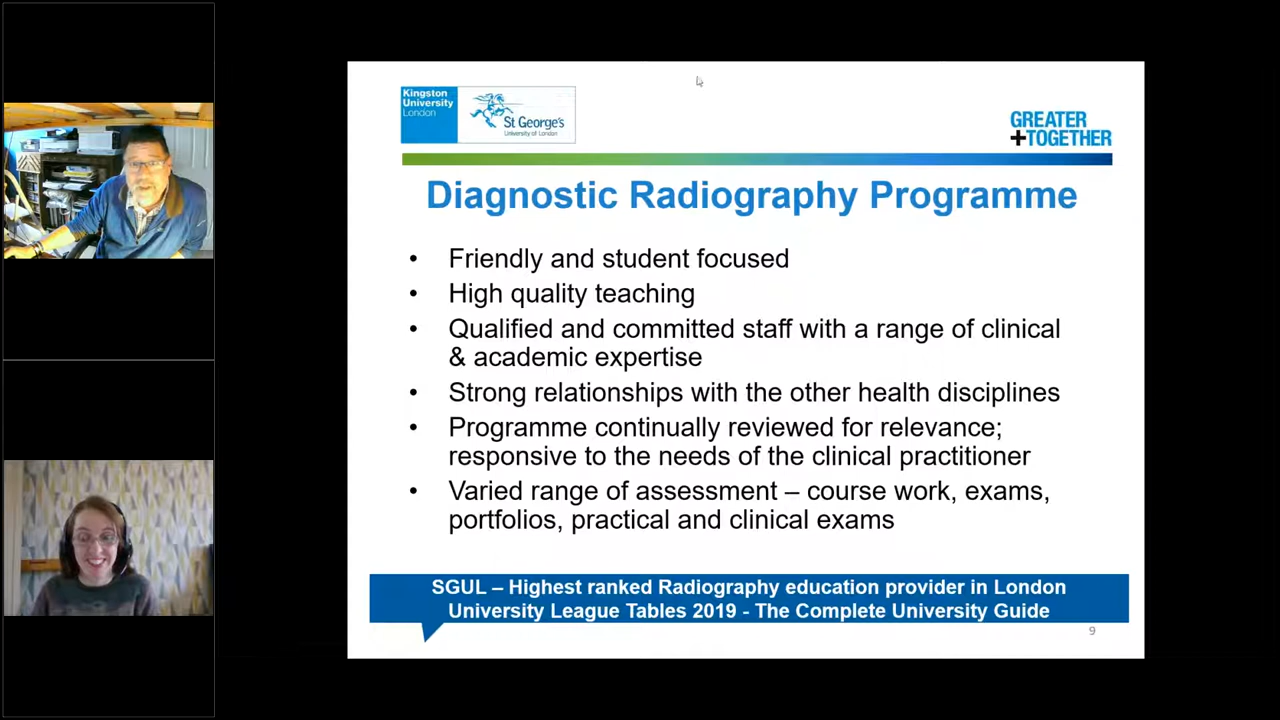 Kingston
University
London
St George's
University of London
GREATER
+TOGETHER
Diagnostic Radiography Programme
• Friendly and student focused
• High quality teaching
• Qualified and committed staff with a range of clinical
& academic expertise
• Strong relationships with the other health disciplines
• Programme continually reviewed for relevance;
responsive to the needs of the clinical practitioner
• Varied range of assessment – course work, exams,
portfolios, practical and clinical exams
SGUL – Highest ranked Radiography education provider in London
University League Tables 2019 - The Complete University Guide
9